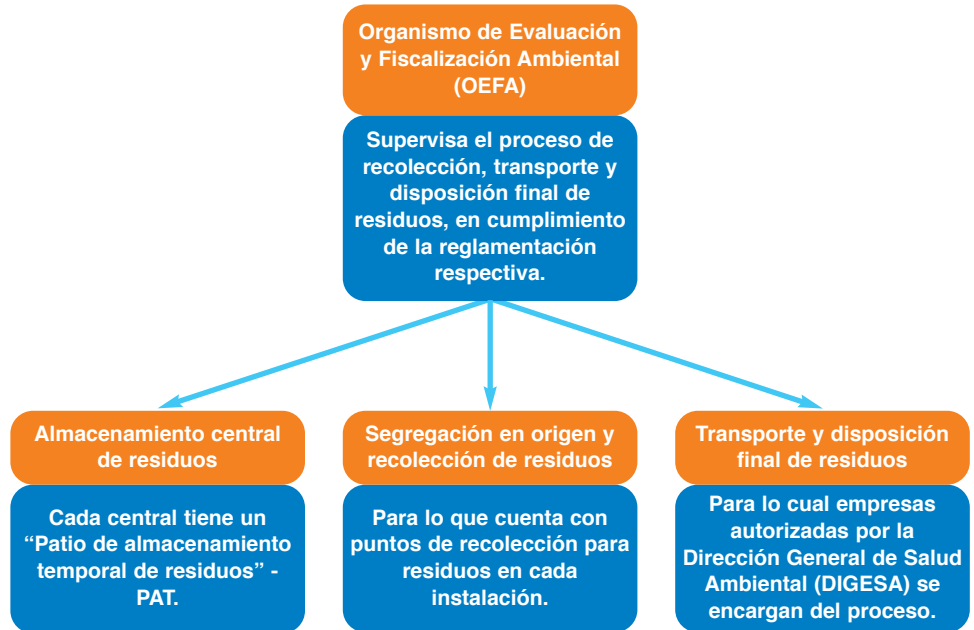 Organismo de Evaluación
y Fiscalización Ambiental
(OEFA)
Supervisa el proceso de
recolección, transporte y
disposición final de
residuos, en cumplimiento
de la reglamentación
respectiva.
Almacenamiento central
de residuos
Cada central tiene un
“Patio de almacenamiento
temporal de residuos” -
PAT.
Segregación en origen y
recolección de residuos
Para lo que cuenta con
puntos de recolección para
residuos en cada
instalación.
Transporte y disposición
final de residuos
Para lo cual empresas
autorizadas por la
Dirección General de Salud
Ambiental (DIGESA) se
encargan del proceso.